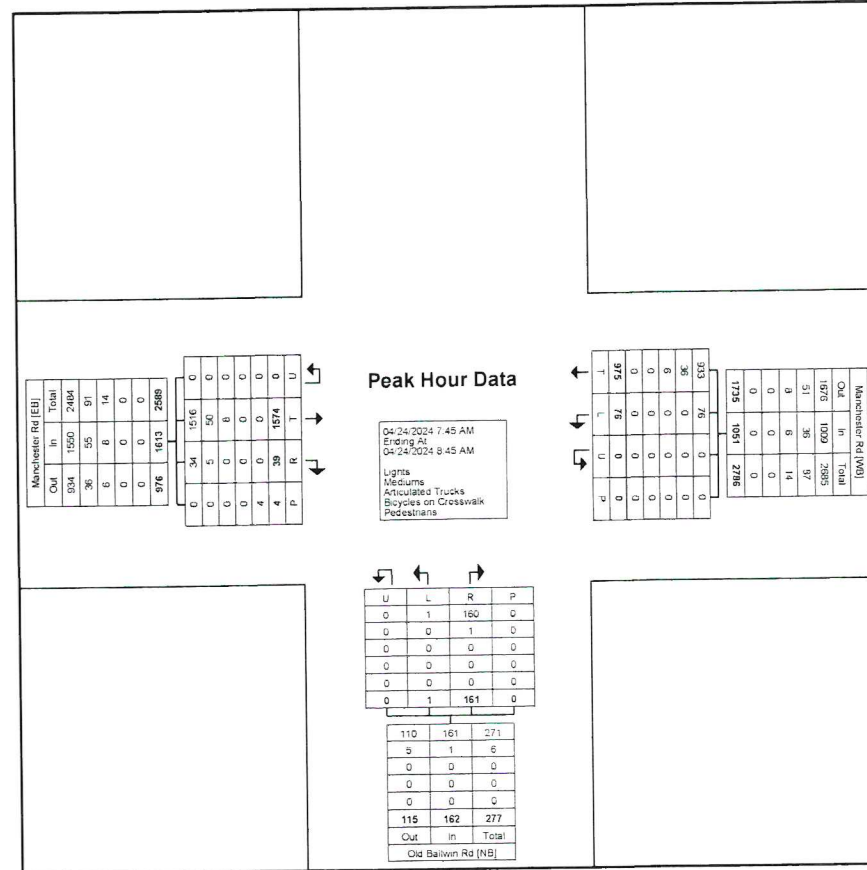 Peak Hour Data
04/24/2024 7:45 AM
Ending At
04/24/2024 8:45 AM
Lights
Mediums
Articulated Trucks
Bicycles on Crosswalk
Pedestrians
Manchester Rd [EB]
Out In Total
934 1550 2484
36 55 91
6 8 14
0 0 0
0 0 0
976 1613 2589
0 34 1516 0
0 5 50 0
0 0 8 0
0 0 0 0
4 0 0 0
4 39 1574 0
P R T U
Manchester Rd [WB]
Out In Total
1676 1009 2685
51 36 87
8 6 14
0 0 0
0 0 0
1735 1051 2786
933 76 0 0
36 0 0 0
6 0 0 0
0 0 0 0
0 0 0 0
975 76 0 0
T L U P
U L R P
0 1 160 0
0 0 1 0
0 0 0 0
0 0 0 0
0 0 0 0
0 1 161 0
110 161 271
5 1 6
0 0 0
0 0 0
0 0 0
115 162 277
Out In Total
Old Ballwin Rd [NB]